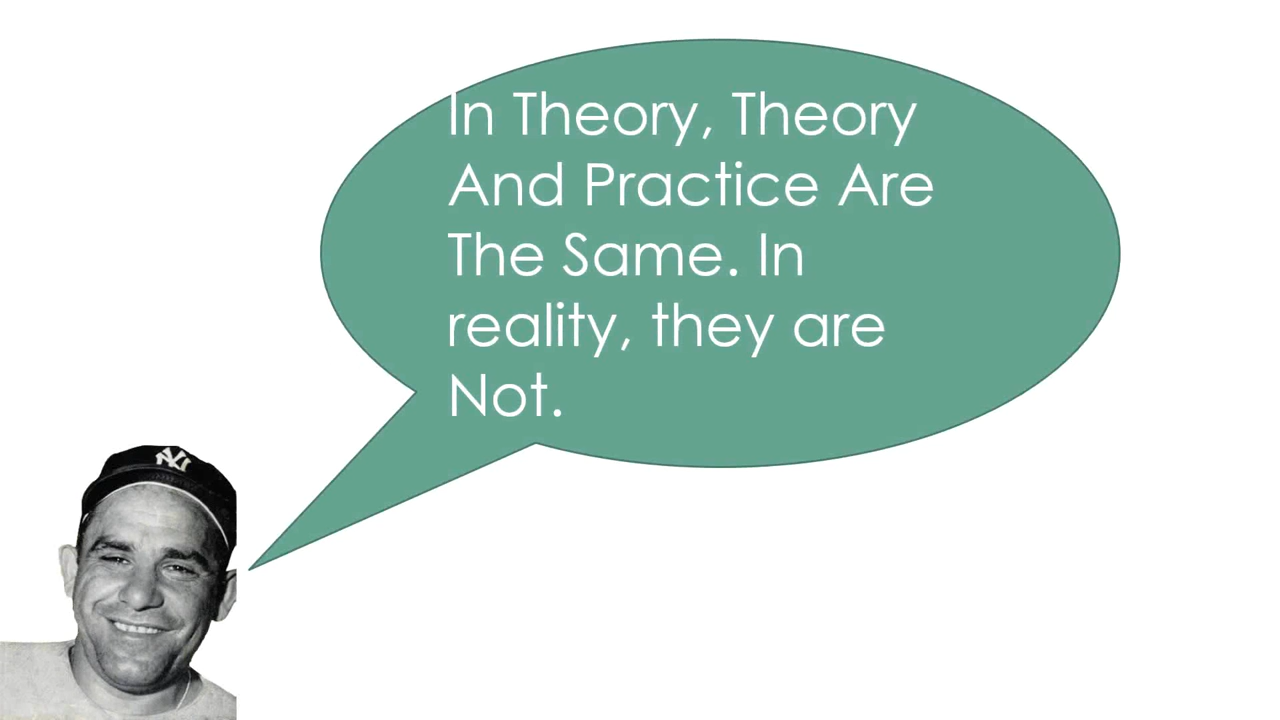 In Theory, Theory
And Practice Are
The Same. In
reality, they are
Not.
NY